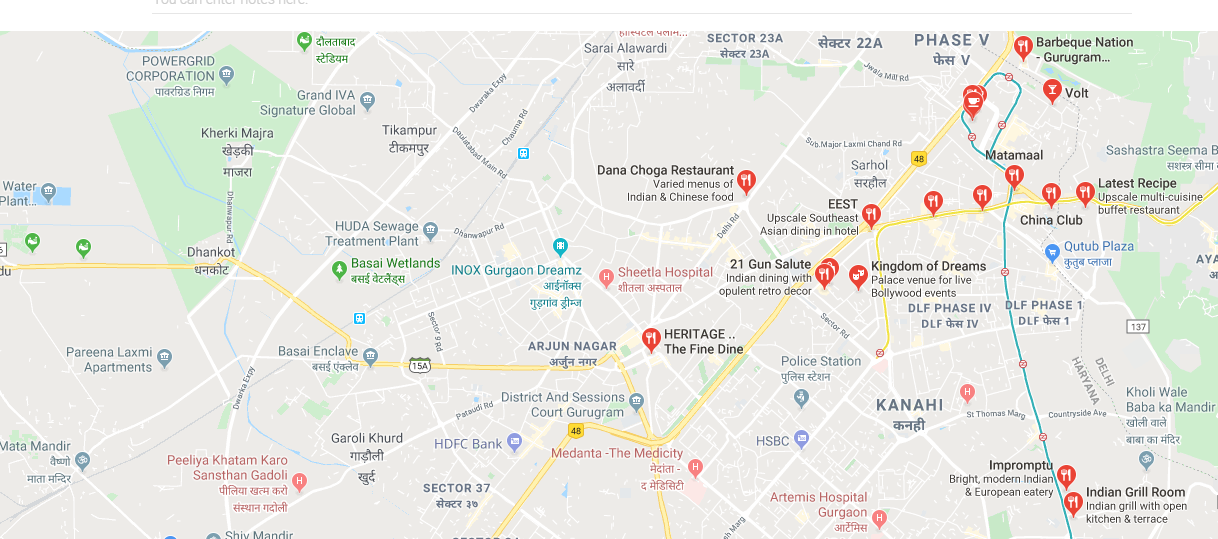 You can enter notes here.
दौलताबाद
स्टेडियम
POWERGRID
CORPORATION
पावरग्रिड निगम
Grand IVA
Signature Global
Kherki Majra
खेड़की
माजरा
Tikampur
टीकमपुर
Dwaraka Expy
Chauma Rd
Daulatabad Main Rd
Sarai Alawardi
सारे
अलावर्दी
SECTOR 23A
सेक्टर 23A
सेक्टर 22A
PHASE V
फेस V
Jwala Mill Rd
Barbeque Nation
- Gurugram...
Volt
Sub.Major Laxmi Chand Rd
48
Matamaal
Sarhol
सरहौल
Sashastra Seema B
सशस्त्र सीमा
Water
Plant...
Dhanwapur Rd
Dana Choga Restaurant
Varied menus of
Indian & Chinese food
EEST
Upscale Southeast
Asian dining in hotel
Latest Recipe
Upscale multi-cuisine
buffet restaurant
China Club
HUDA Sewage
Treatment Plant
Dhanwapur Rd
Delhi Rd
Qutub Plaza
कुतुब प्लाजा
Dhankot
धनकोट
du
Basai Wetlands
बसई वेटलैंड्स
INOX Gurgaon Dreamz
आईनॉक्स
गुड़गांव ड्रीम्ज
Sheetla Hospital
शीतला अस्पताल
21 Gun Salute
Indian dining with
opulent retro decor
Kingdom of Dreams
Palace venue for live
Bollywood events
AYA
DLF PHASE IV
DLF फेस IV
DLF PHASE 1
DLF फेस 1
Sector 9 Rd
Sector Rd
137
HERITAGE ..
The Fine Dine
ARJUN NAGAR
अर्जुन नगर
Pareena Laxmi
Apartments
Basai Enclave
बसई एंक्लेव
15A
Police Station
पुलिस स्टेशन
DELHI
HARYANA
Dwarka Expy
District And Sessions
Court Gurugram
Pataudi Rd
KANAHI
कनही
St Thomas Marg
Countryside Ave
Kholi Wale
Baba ka Mandir
खोली वाले
बाबा का मंदिर
Garoli Khurd
गाड़ौली
खुर्द
HDFC Bank
48
HSBC
Mata Mandir
वैष्णो
माता मन्दिर
Medanta -The Medicity
मेदांता -
द मेडिसिटी
Peeliya Khatam Karo
Sansthan Gadoli
पीलिया खत्म करो
संस्थान गदोली
SECTOR 37
सेक्टर ३७
Impromptu
Bright, modern Indian
& European eatery
Indian Grill Room
Indian grill with open
kitchen & terrace
Artemis Hospital
Gurgaon
आर्टेमिस